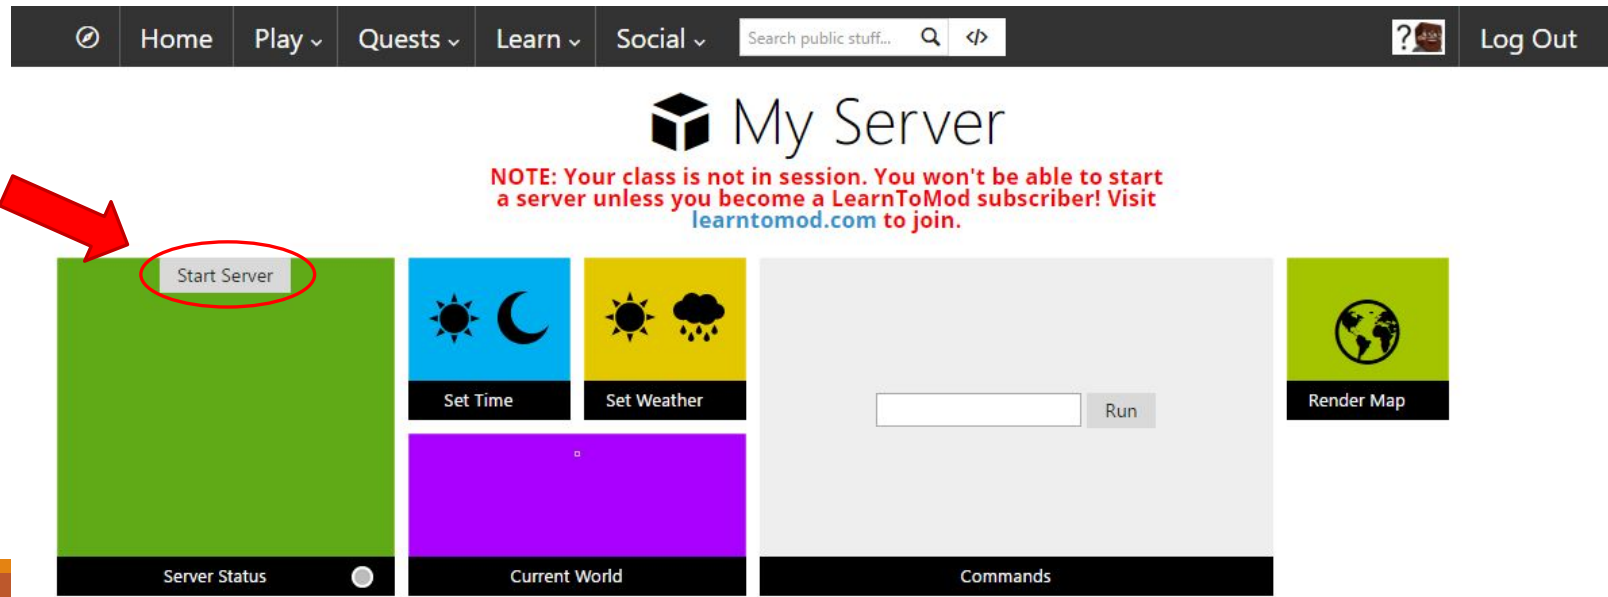 Home Play Quests Learn Social Search public stuff... </> ? Log Out
My Server
NOTE: Your class is not in session. You won't be able to start
a server unless you become a LearnToMod subscriber! Visit
learntomod.com to join.
Start Server
Set Time
Set Weather
Run
Render Map
Server Status
Current World
Commands